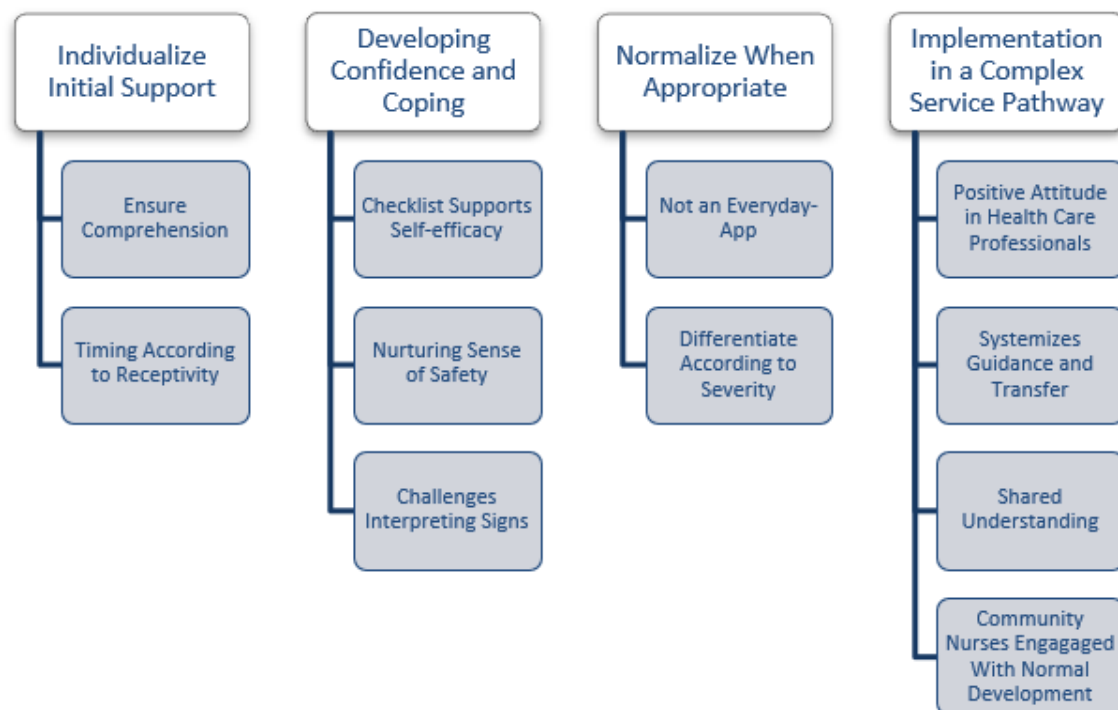 Individualize
Initial Support
Ensure
Comprehension
Timing According
to Receptivity
Developing
Confidence and
Coping
Checklist Supports
Self-efficacy
Nurturing Sense
of Safety
Challenges
Interpreting Signs
Normalize When
Appropriate
Not an Everyday-
App
Differentiate
According to
Severity
Implementation
in a Complex
Service Pathway
Positive Attitude
in Health Care
Professionals
Systemizes
Guidance and
Transfer
Shared
Understanding
Community
Nurses Engagaged
With Normal
Development